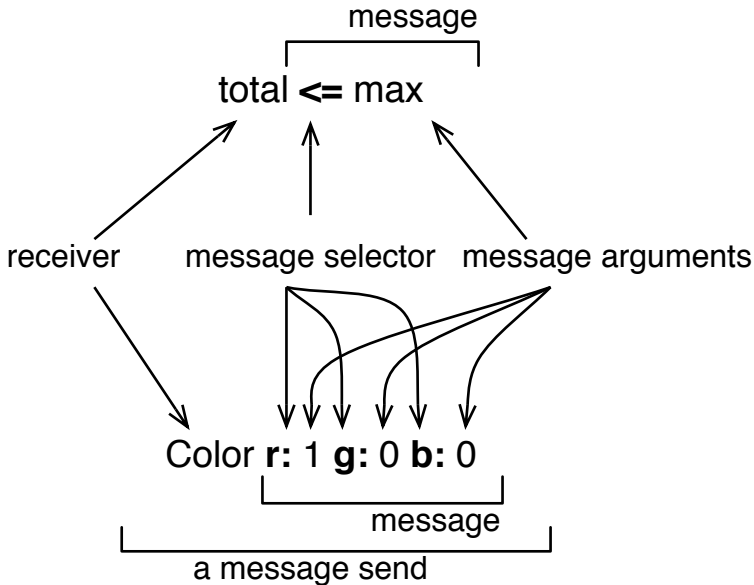 message
total <= max
receiver message selector message arguments
Color r: 1 g: 0 b: 0
message
a message send